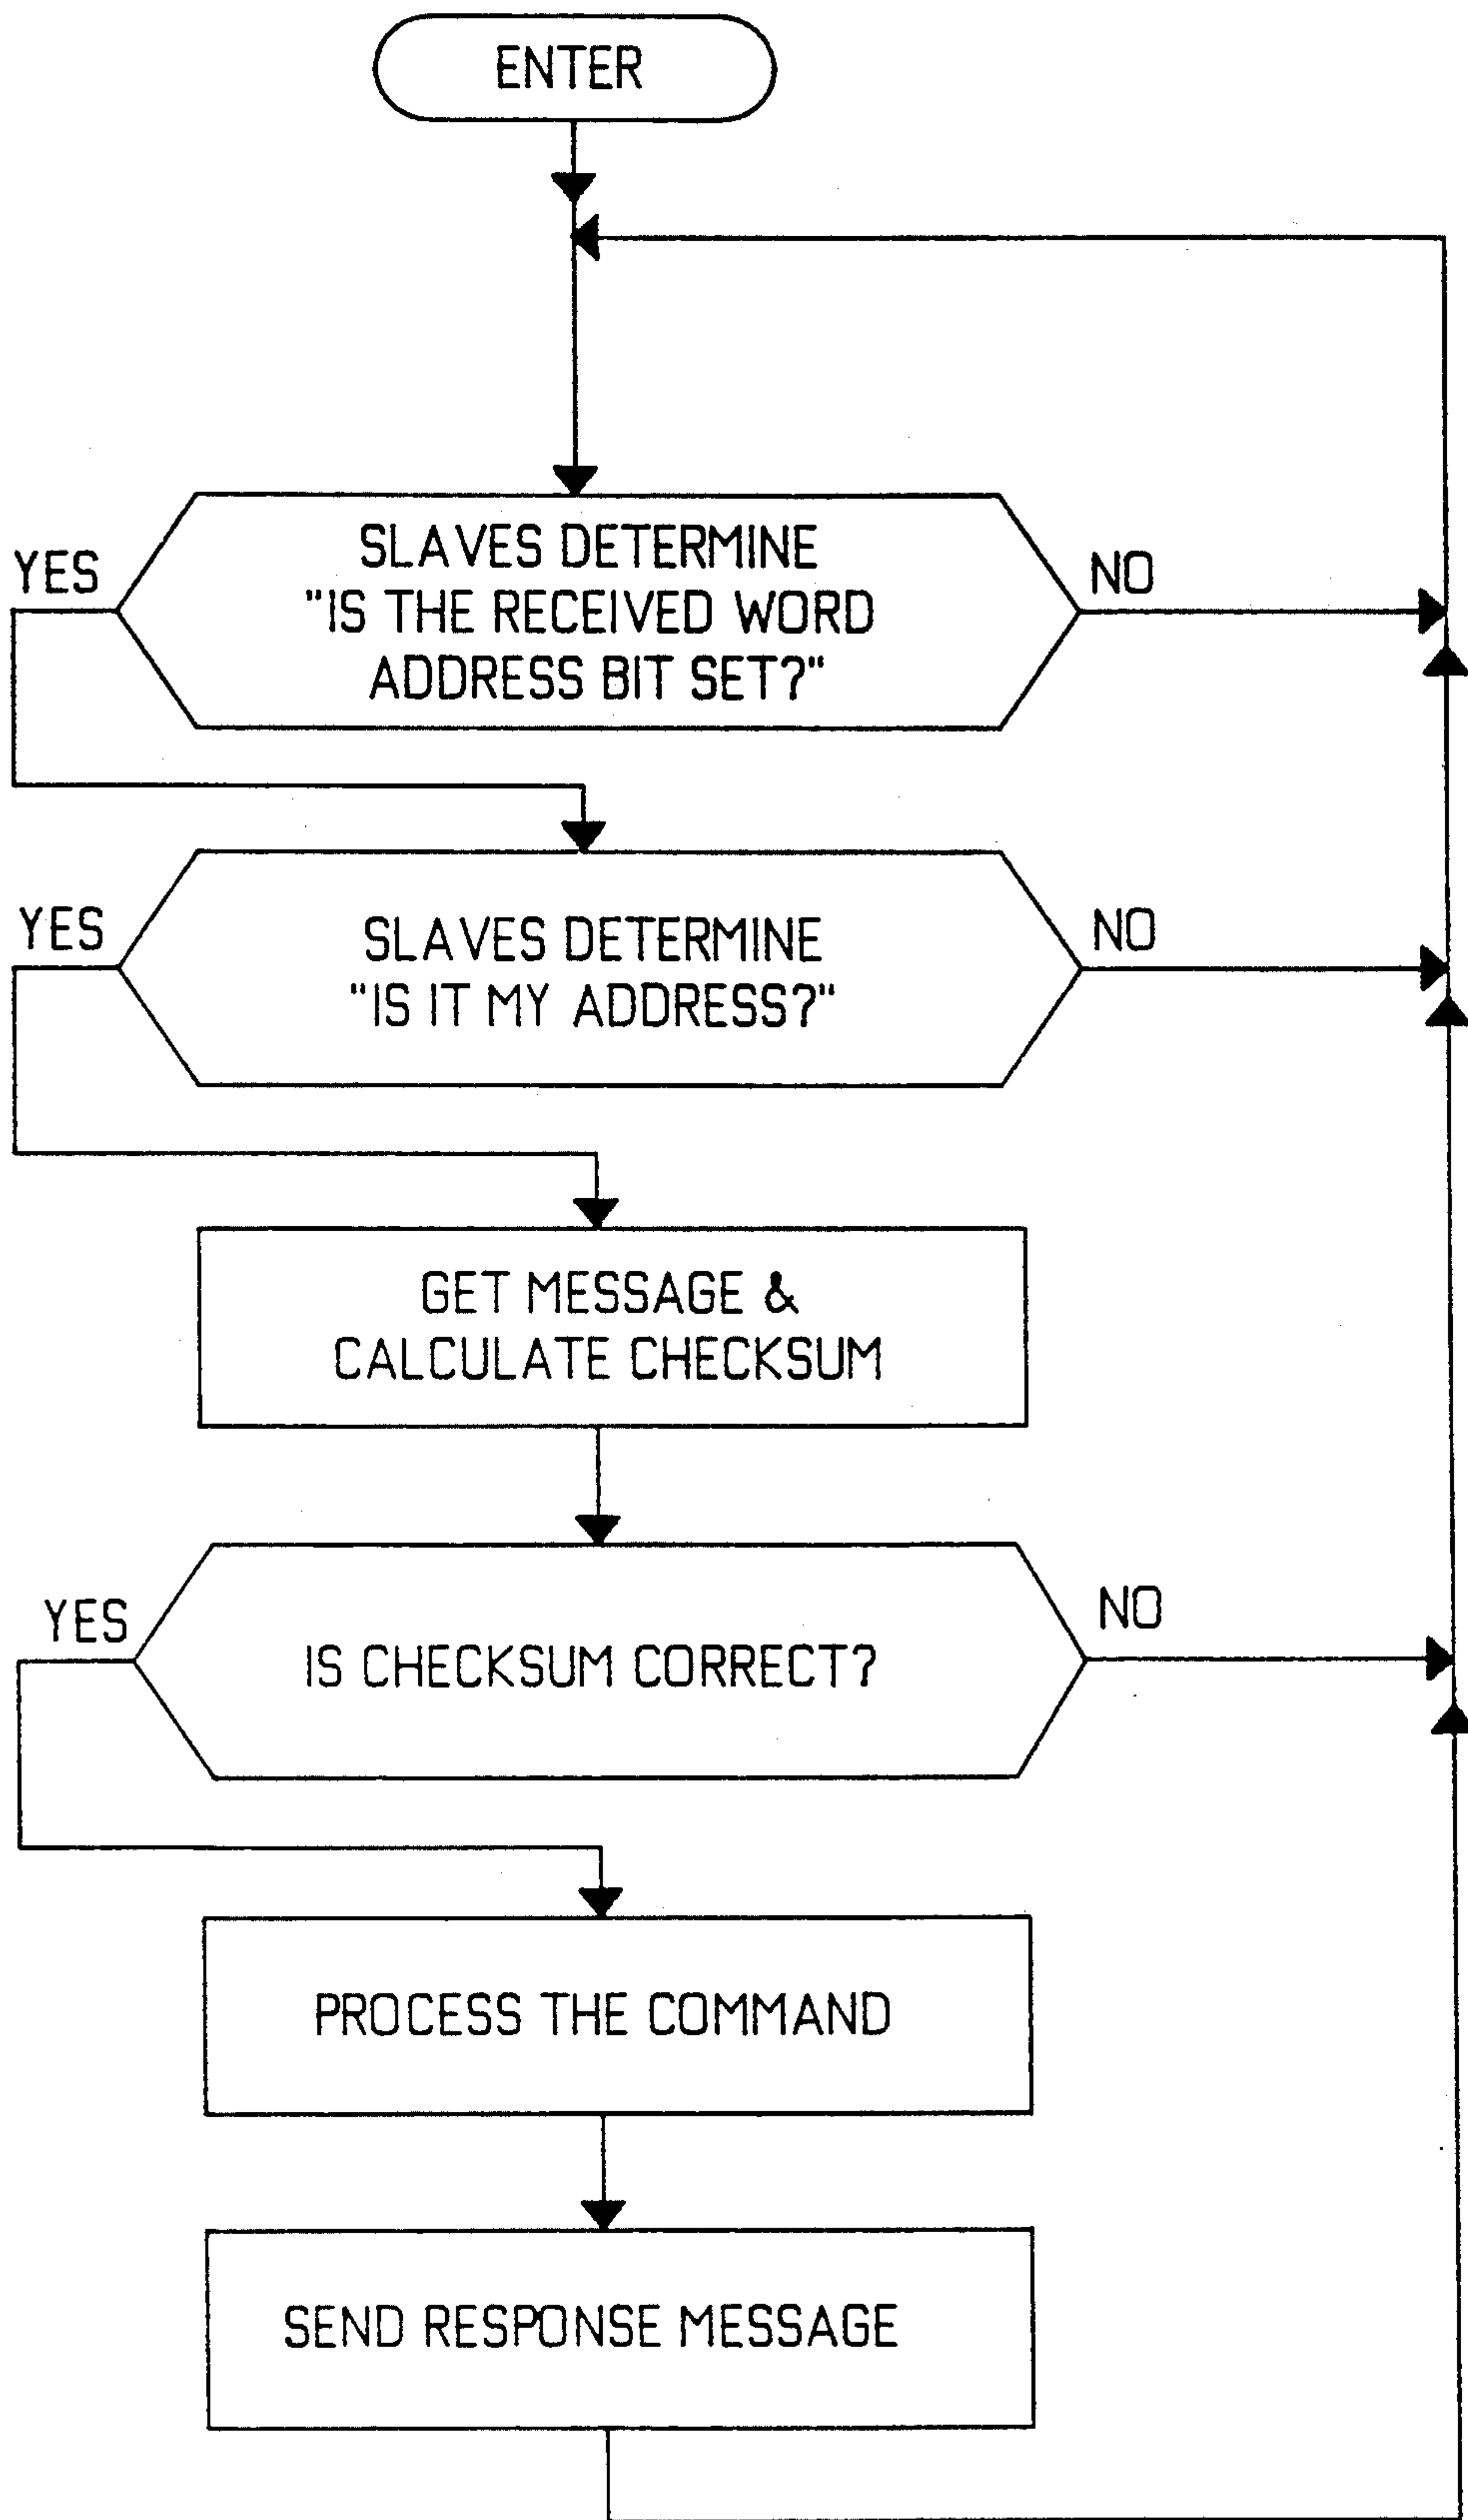 ENTER
SLAVES DETERMINE
"IS THE RECEIVED WORD
ADDRESS BIT SET?"
YES
NO
SLAVES DETERMINE
"IS IT MY ADDRESS?"
YES
NO
GET MESSAGE &
CALCULATE CHECKSUM
IS CHECKSUM CORRECT?
YES
NO
PROCESS THE COMMAND
SEND RESPONSE MESSAGE